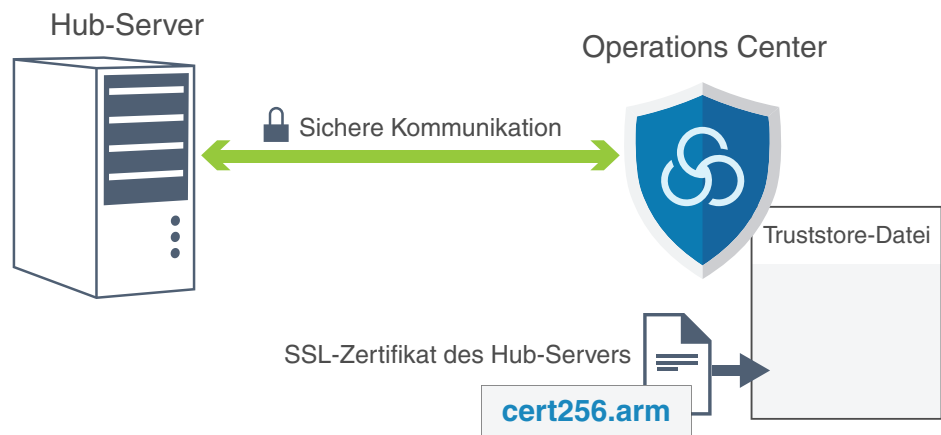 Hub-Server
Operations Center
Sichere Kommunikation
Truststore-Datei
SSL-Zertifikat des Hub-Servers
cert256.arm